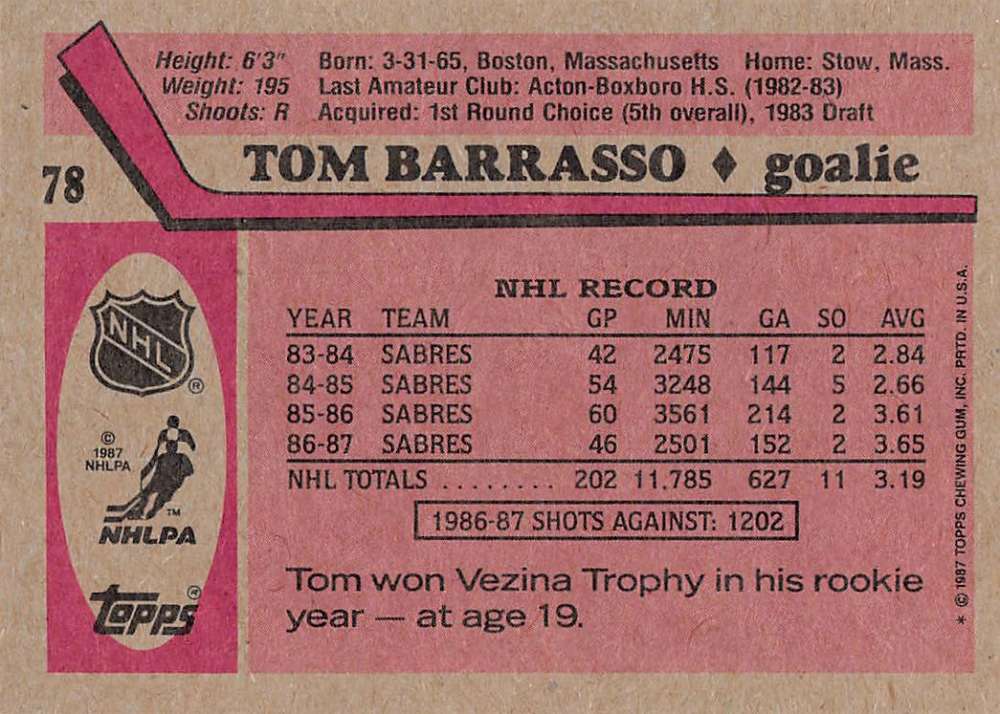 Height: 6'3" Born: 3-31-65, Boston, Massachusetts Home: Stow, Mass.
Weight: 195 Last Amateur Club: Acton-Boxboro H.S. (1982-83)
Shoots: R Acquired: 1st Round Choice (5th overall), 1983 Draft
78 TOM BARRASSO ♦ goalie
NHL RECORD
YEAR TEAM GP MIN GA SO AVG
83-84 SABRES 42 2475 117 2 2.84
84-85 SABRES 54 3248 144 5 2.66
85-86 SABRES 60 3561 214 2 3.61
86-87 SABRES 46 2501 152 2 3.65
NHL TOTALS ........ 202 11,785 627 11 3.19
1986-87 SHOTS AGAINST: 1202
Tom won Vezina Trophy in his rookie
year — at age 19.
NHL
®
©
1987
NHLPA
TM
NHLPA
topps®
* © 1987 TOPPS CHEWING GUM, INC. PRTD. IN U.S.A.